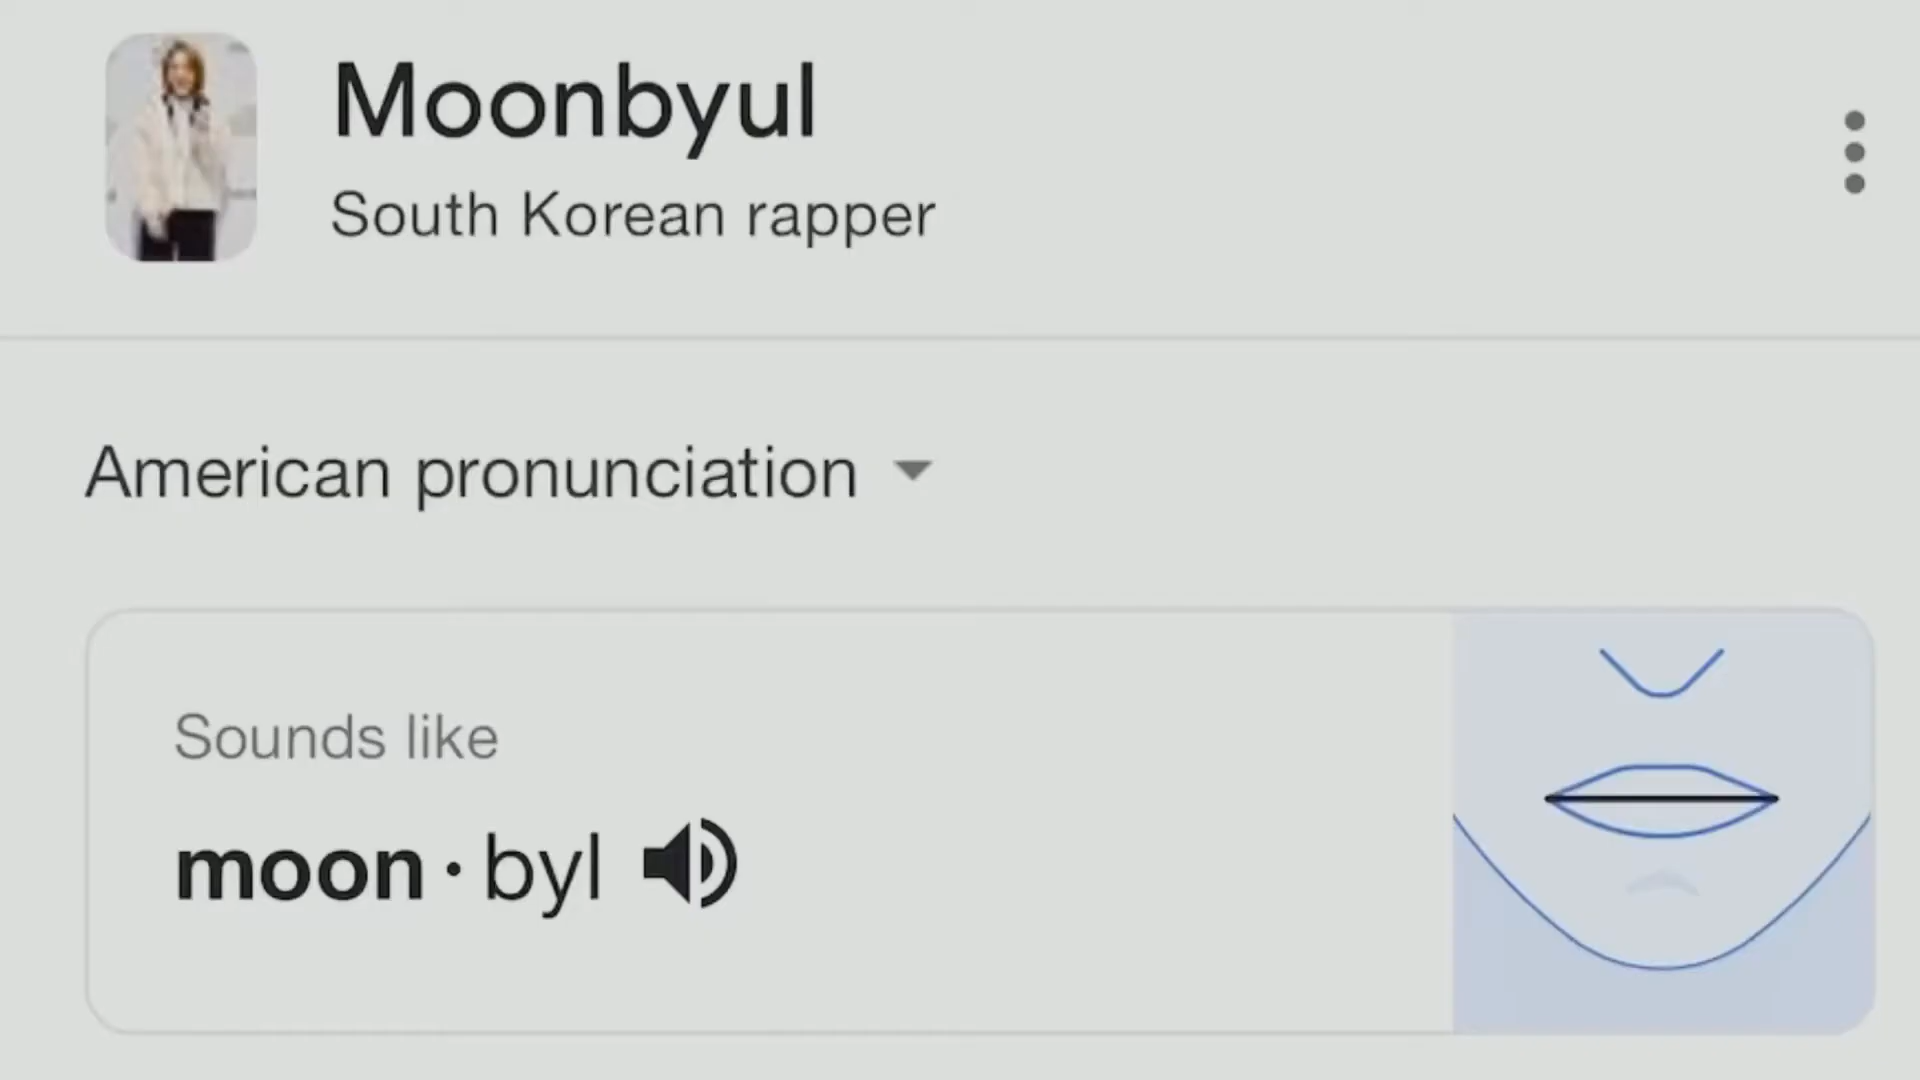 Moonbyul
South Korean rapper
American pronunciation
Sounds like
moon · byl